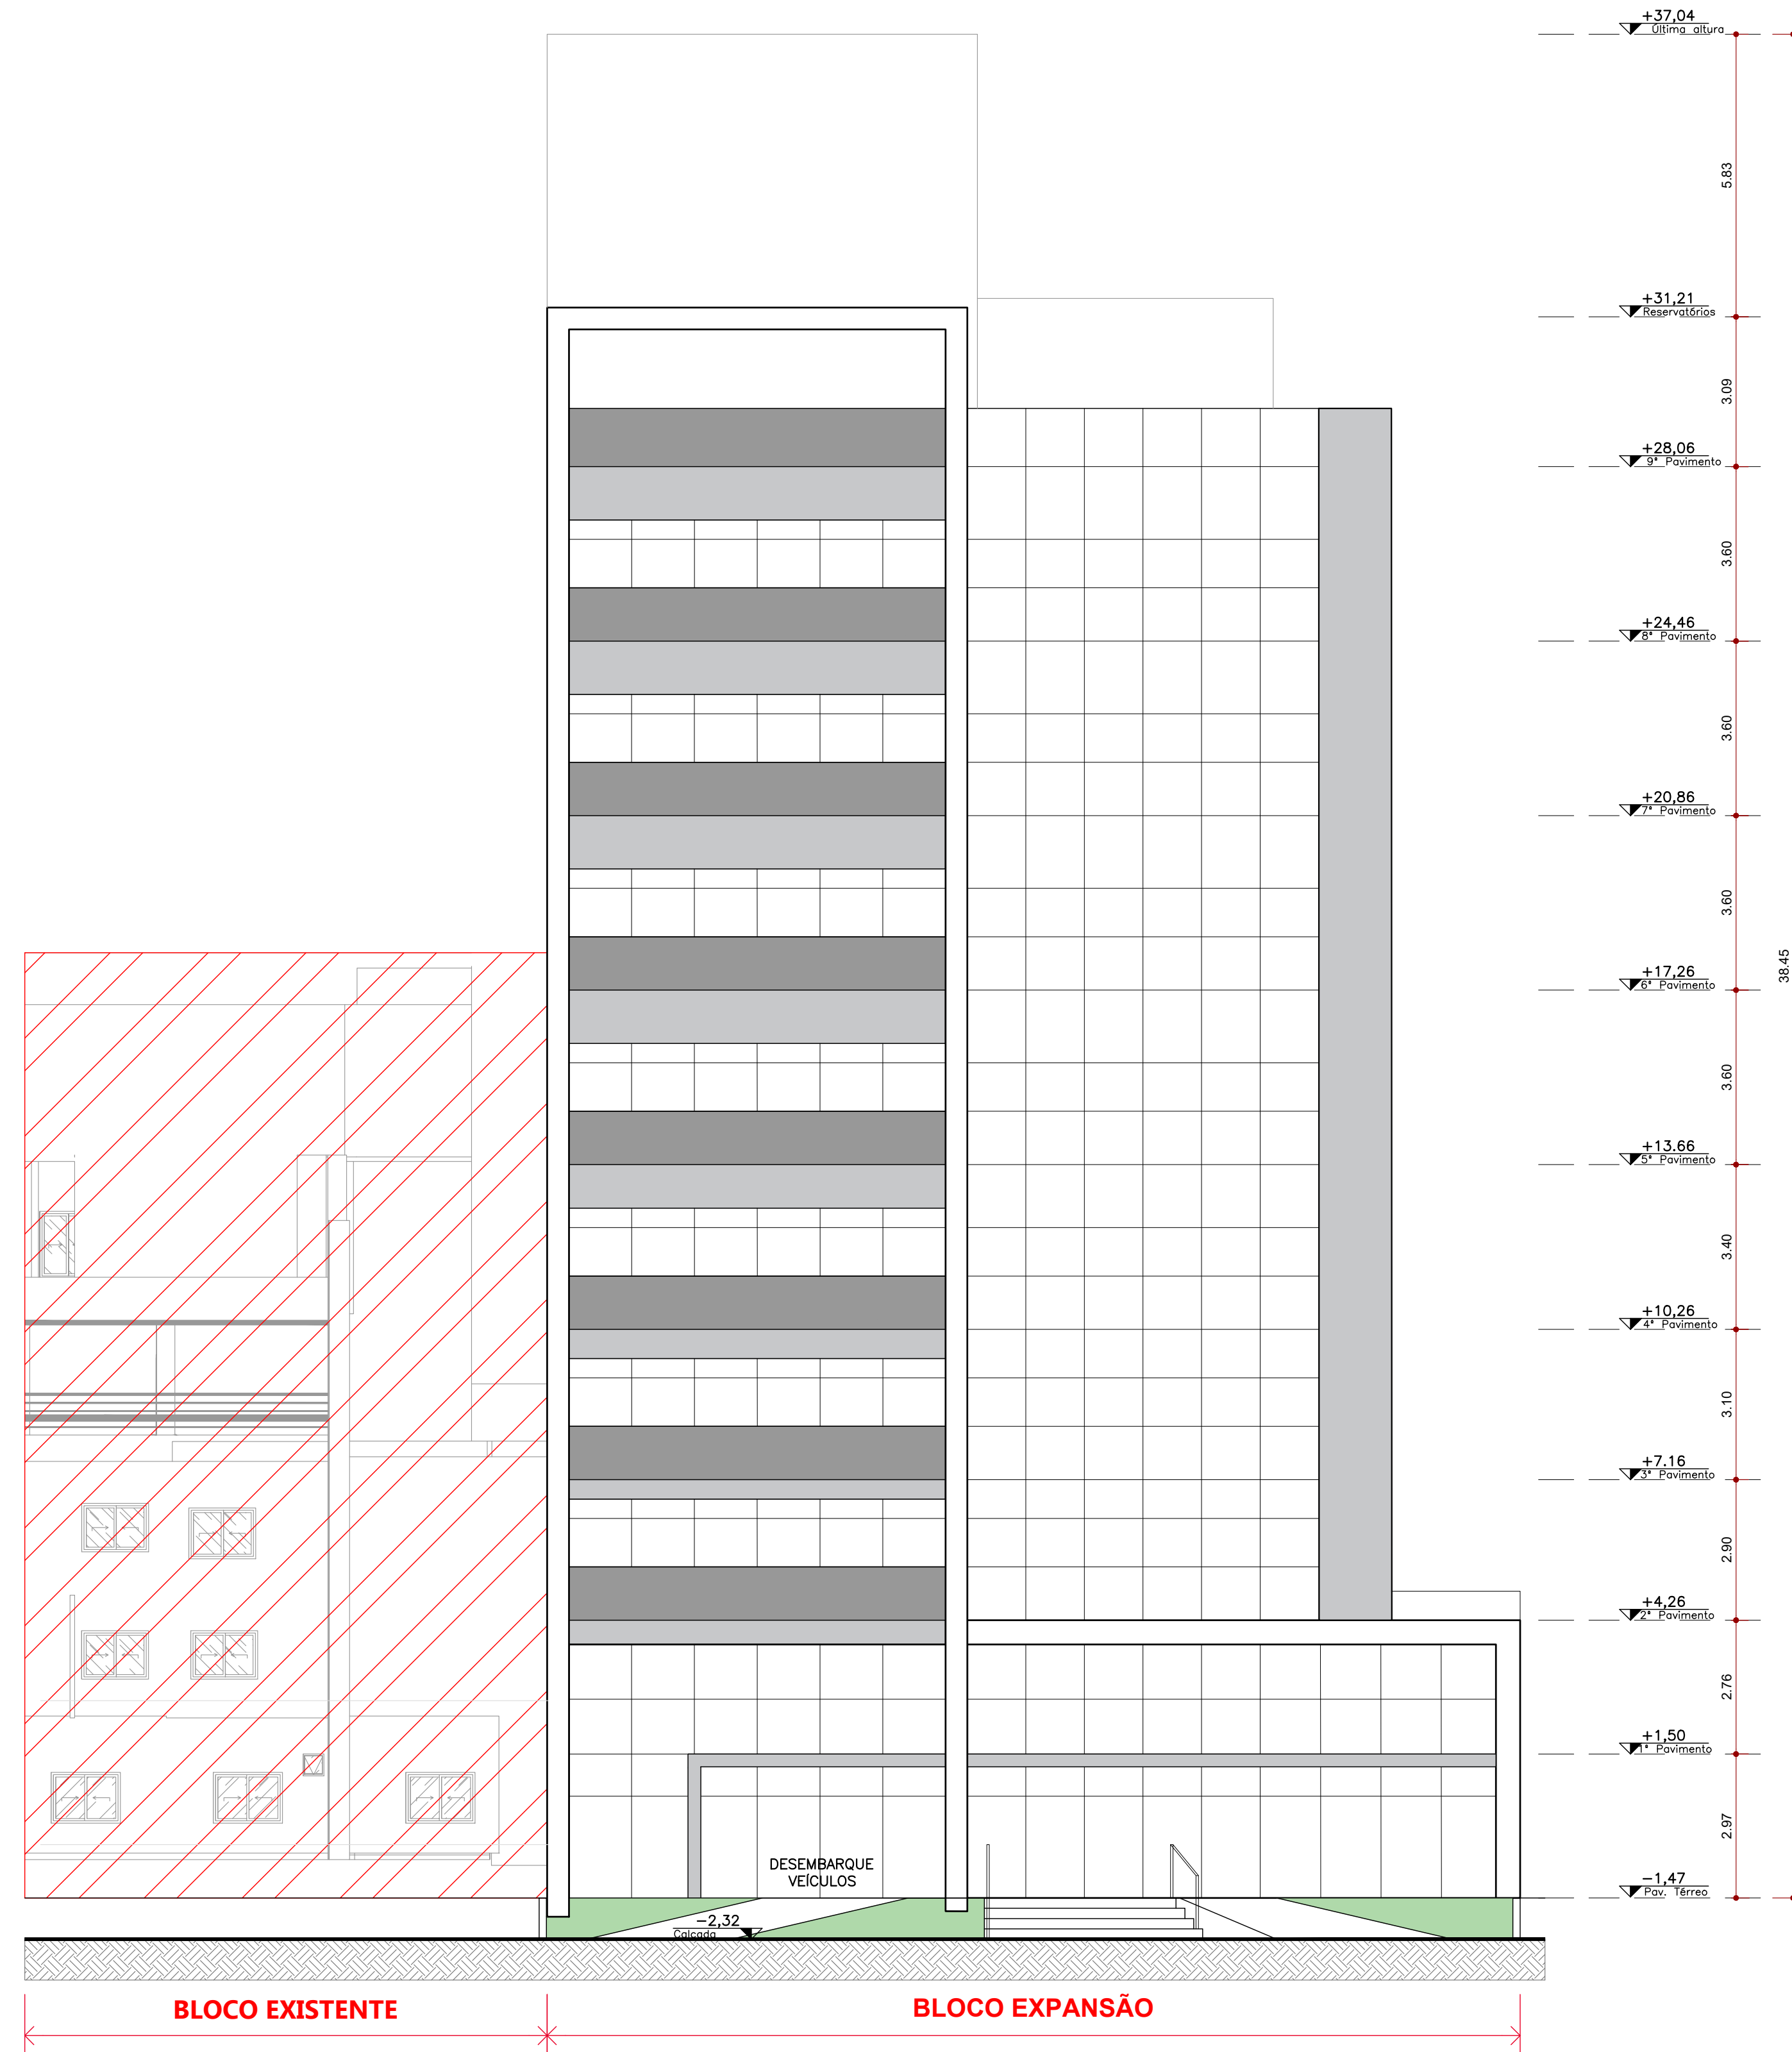 +37,04
Última altura
5.83
+31,21
Reservatórios
3.09
+28,06
9° Pavimento
3.60
+24,46
8° Pavimento
3.60
+20,86
7° Pavimento
3.60
38.45
+17,26
6° Pavimento
3.60
+13.66
5° Pavimento
3.40
+10,26
4° Pavimento
3.10
+7.16
3° Pavimento
2.90
+4,26
2° Pavimento
2.76
+1,50
1° Pavimento
2.97
DESEMBARQUE
VEÍCULOS
−1,47
Pav. Térreo
−2,32
Calçada
BLOCO EXISTENTE
BLOCO EXPANSÃO